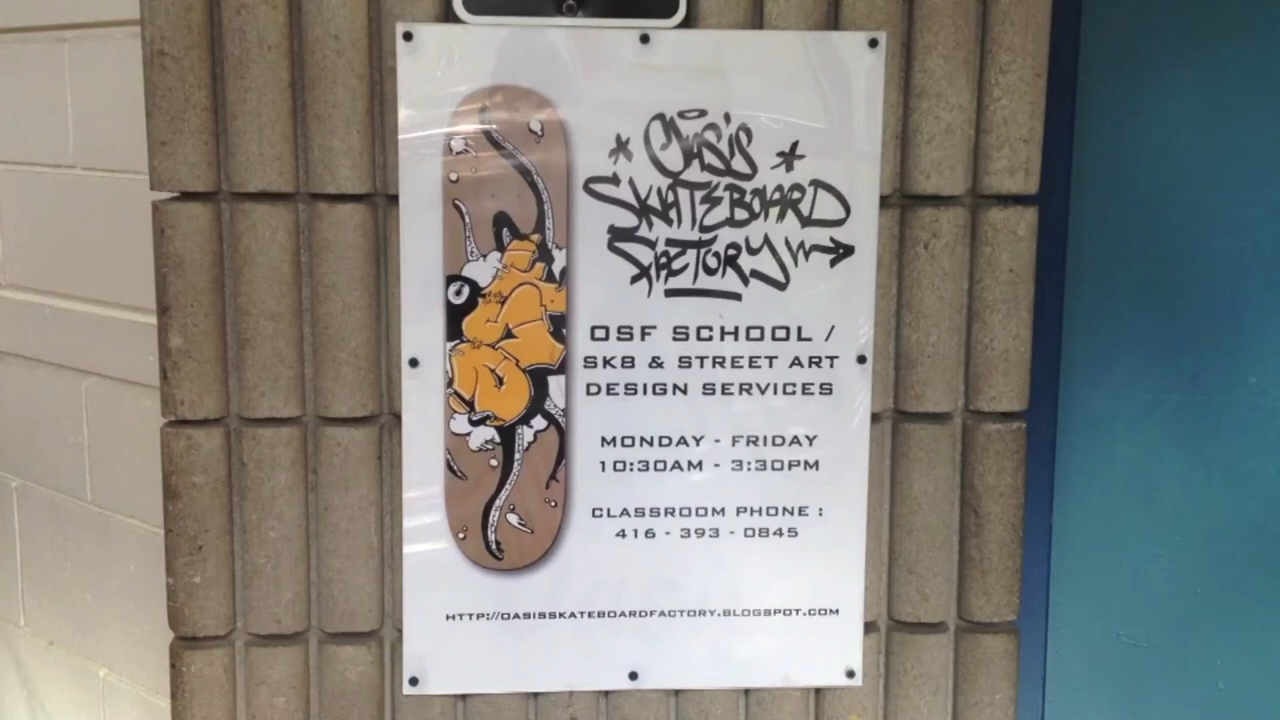 Oasis
SKATEBOARD
FACTORY
OSF SCHOOL /
SK8 & STREET ART
DESIGN SERVICES
MONDAY - FRIDAY
10:30AM - 3:30PM
CLASSROOM PHONE :
416 - 393 - 0845
HTTP://OASISSKATEBOARDFACTORY.BLOGSPOT.COM